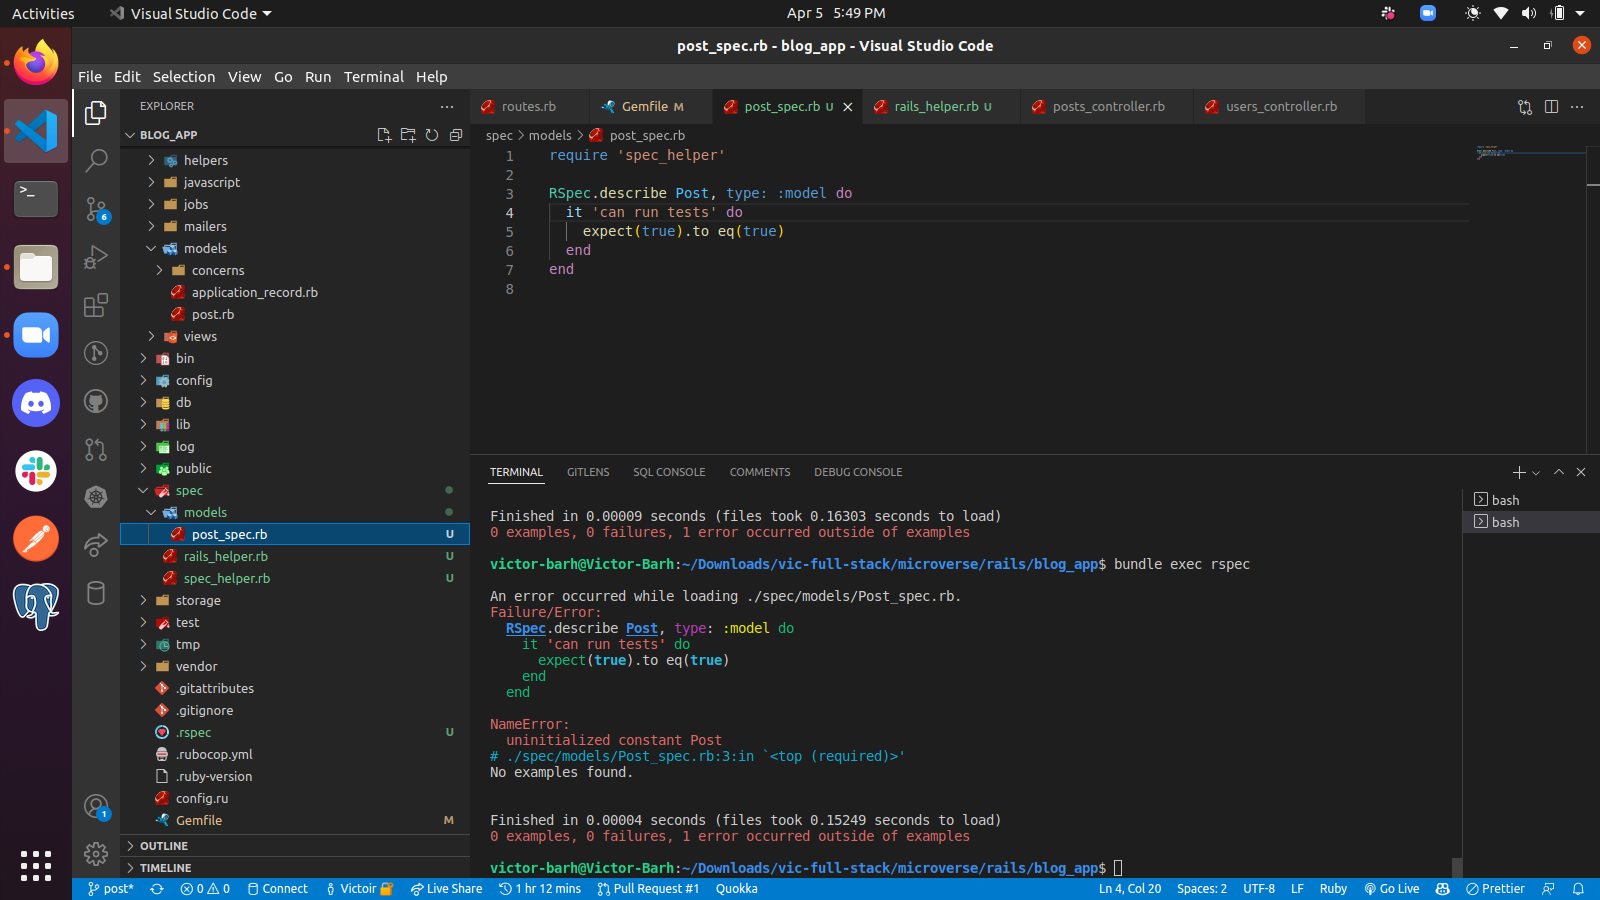 Activities
Visual Studio Code
Apr 5 5:49 PM
post_spec.rb - blog_app - Visual Studio Code
File Edit Selection View Go Run Terminal Help
EXPLORER
BLOG_APP
helpers
javascript
jobs
mailers
models
concerns
application_record.rb
post.rb
views
bin
config
db
lib
log
public
spec
models
post_spec.rb U
rails_helper.rb U
spec_helper.rb U
storage
test
tmp
vendor
.gitattributes
.gitignore
.rspec U
.rubocop.yml
.ruby-version
config.ru
Gemfile M
OUTLINE
TIMELINE
6
1
routes.rb
Gemfile M
post_spec.rb U
rails_helper.rb U
posts_controller.rb
users_controller.rb
spec > models > post_spec.rb
1 require 'spec_helper'
2
3 RSpec.describe Post, type: :model do
4 it 'can run tests' do
5 expect(true).to eq(true)
6 end
7 end
8
TERMINAL GITLENS SQL CONSOLE COMMENTS DEBUG CONSOLE
bash
bash
Finished in 0.00009 seconds (files took 0.16303 seconds to load)
0 examples, 0 failures, 1 error occurred outside of examples
victor-barh@Victor-Barh:~/Downloads/vic-full-stack/microverse/rails/blog_app$ bundle exec rspec
An error occurred while loading ./spec/models/Post_spec.rb.
Failure/Error:
RSpec.describe Post, type: :model do
it 'can run tests' do
expect(true).to eq(true)
end
end
NameError:
uninitialized constant Post
# ./spec/models/Post_spec.rb:3:in `<top (required)>'
No examples found.
Finished in 0.00004 seconds (files took 0.15249 seconds to load)
0 examples, 0 failures, 1 error occurred outside of examples
victor-barh@Victor-Barh:~/Downloads/vic-full-stack/microverse/rails/blog_app$
post* 0 0 Connect Victoir Live Share 1 hr 12 mins Pull Request #1 Quokka Ln 4, Col 20 Spaces: 2 UTF-8 LF Ruby Go Live Prettier